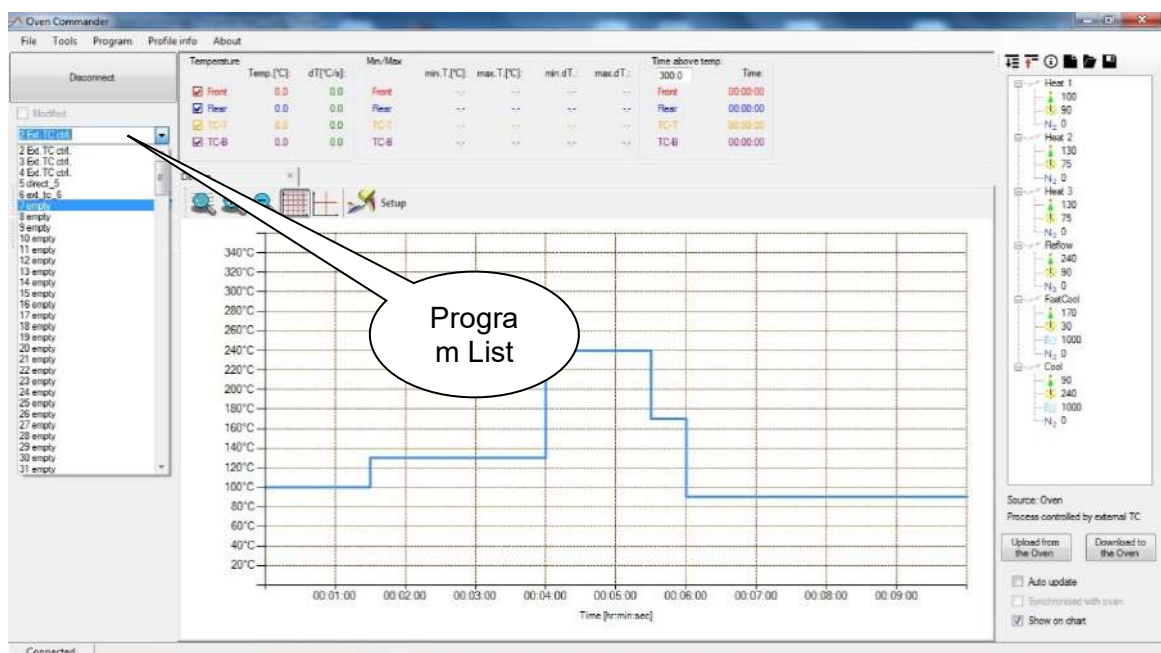 Oven Commander
File Tools Program Profile info About
Disconnect
Modified
2 Ext. TC ctrl.
2 Ext. TC ctrl.
3 Ext. TC ctrl.
4 Ext. TC ctrl.
5 direct_5
6 ext_tc_6
7 empty
8 empty
9 empty
10 empty
11 empty
12 empty
13 empty
14 empty
15 empty
16 empty
17 empty
18 empty
19 empty
20 empty
21 empty
22 empty
23 empty
24 empty
25 empty
26 empty
27 empty
28 empty
29 empty
30 empty
31 empty
Temperature Min/Max Time above temp.
Temp.[°C]: dT[°C/s]: min.T.[°C]: max.T.[°C]: min.dT.: max.dT.: 300.0 Time:
Front 0.0 0.0 Front -.- -.- -.- -.- Front 00:00:00
Rear 0.0 0.0 Rear -.- -.- -.- -.- Rear 00:00:00
TC-T 0.0 0.0 TC-T -.- -.- -.- -.- TC-T 00:00:00
TC-B 0.0 0.0 TC-B -.- -.- -.- -.- TC-B 00:00:00
Setup
Progra
m List
340°C
320°C
300°C
280°C
260°C
240°C
220°C
200°C
180°C
160°C
140°C
120°C
100°C
80°C
60°C
40°C
20°C
00:01:00 00:02:00 00:03:00 00:04:00 00:05:00 00:06:00 00:07:00 00:08:00 00:09:00
Time [hr:min:sec]
Heat 1
100
90
N₂ 0
Heat 2
130
75
N₂ 0
Heat 3
130
75
N₂ 0
Reflow
240
90
N₂ 0
FastCool
170
30
1000
N₂ 0
Cool
90
240
1000
N₂ 0
Source: Oven
Process controlled by external TC
Upload from
the Oven
Download to
the Oven
Auto update
Synchronized with oven.
Show on chart
Connected